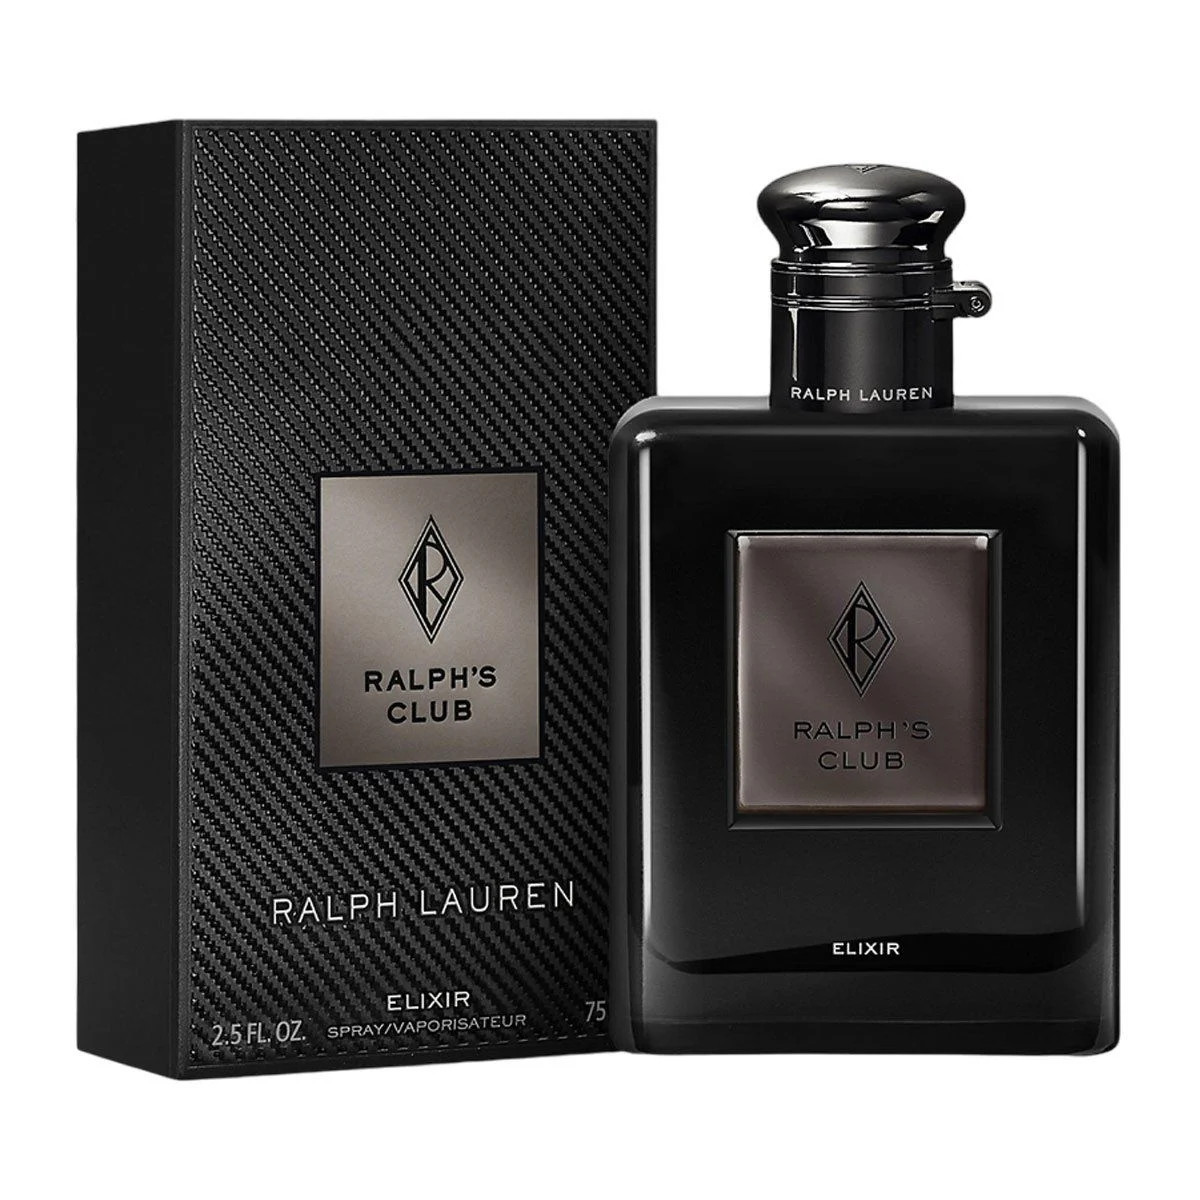 RALPH'S
CLUB
RALPH LAUREN
ELIXIR
SPRAY/VAPORISATEUR
2.5 FL. OZ.
75
RALPH LAUREN
RALPH'S
CLUB
ELIXIR